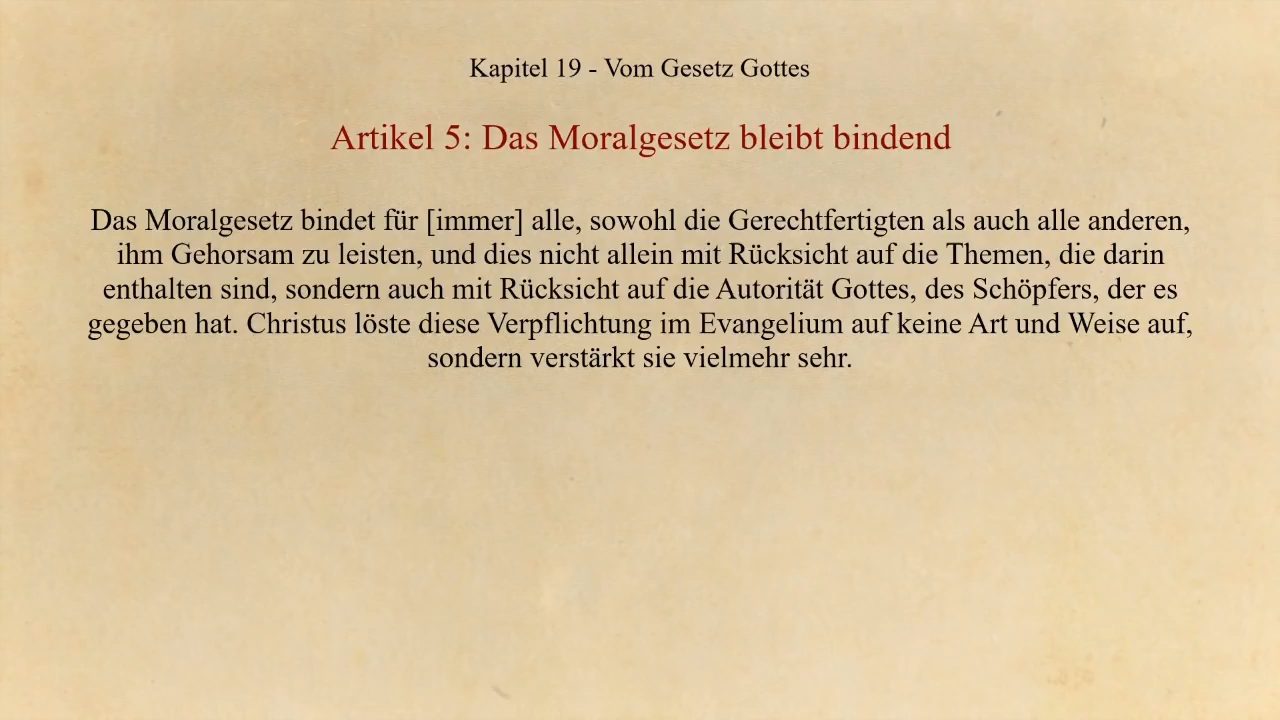 Kapitel 19 - Vom Gesetz Gottes
Artikel 5: Das Moralgesetz bleibt bindend
Das Moralgesetz bindet für [immer] alle, sowohl die Gerechtfertigten als auch alle anderen,
ihm Gehorsam zu leisten, und dies nicht allein mit Rücksicht auf die Themen, die darin
enthalten sind, sondern auch mit Rücksicht auf die Autorität Gottes, des Schöpfers, der es
gegeben hat. Christus löste diese Verpflichtung im Evangelium auf keine Art und Weise auf,
sondern verstärkt sie vielmehr sehr.